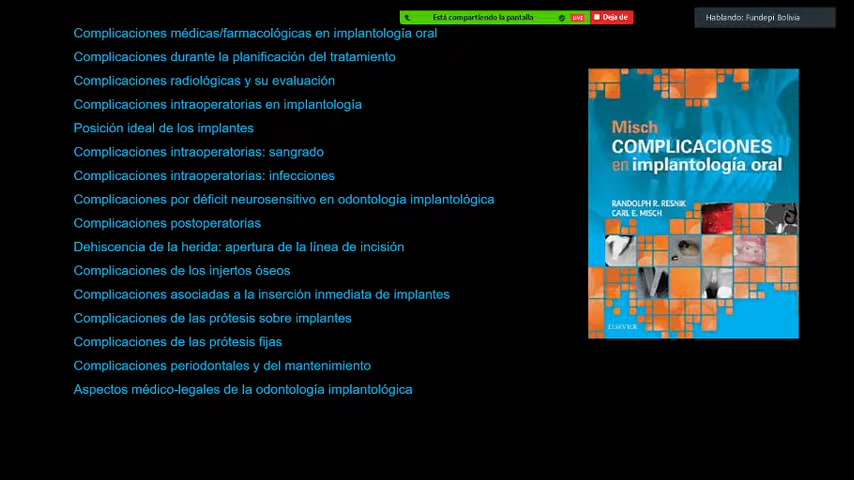 Está compartiendo la pantalla
LIVE
Deja de
Hablando: Fundepi Bolivia
Complicaciones médicas/farmacológicas en implantología oral
Complicaciones durante la planificación del tratamiento
Complicaciones radiológicas y su evaluación
Complicaciones intraoperatorias en implantología
Posición ideal de los implantes
Complicaciones intraoperatorias: sangrado
Complicaciones intraoperatorias: infecciones
Complicaciones por déficit neurosensitivo en odontología implantológica
Complicaciones postoperatorias
Dehiscencia de la herida: apertura de la línea de incisión
Complicaciones de los injertos óseos
Complicaciones asociadas a la inserción inmediata de implantes
Complicaciones de las prótesis sobre implantes
Complicaciones de las prótesis fijas
Complicaciones periodontales y del mantenimiento
Aspectos médico-legales de la odontología implantológica
Misch
COMPLICACIONES
en implantología oral
RANDOLPH R. RESNIK
CARL E. MISCH
ELSEVIER